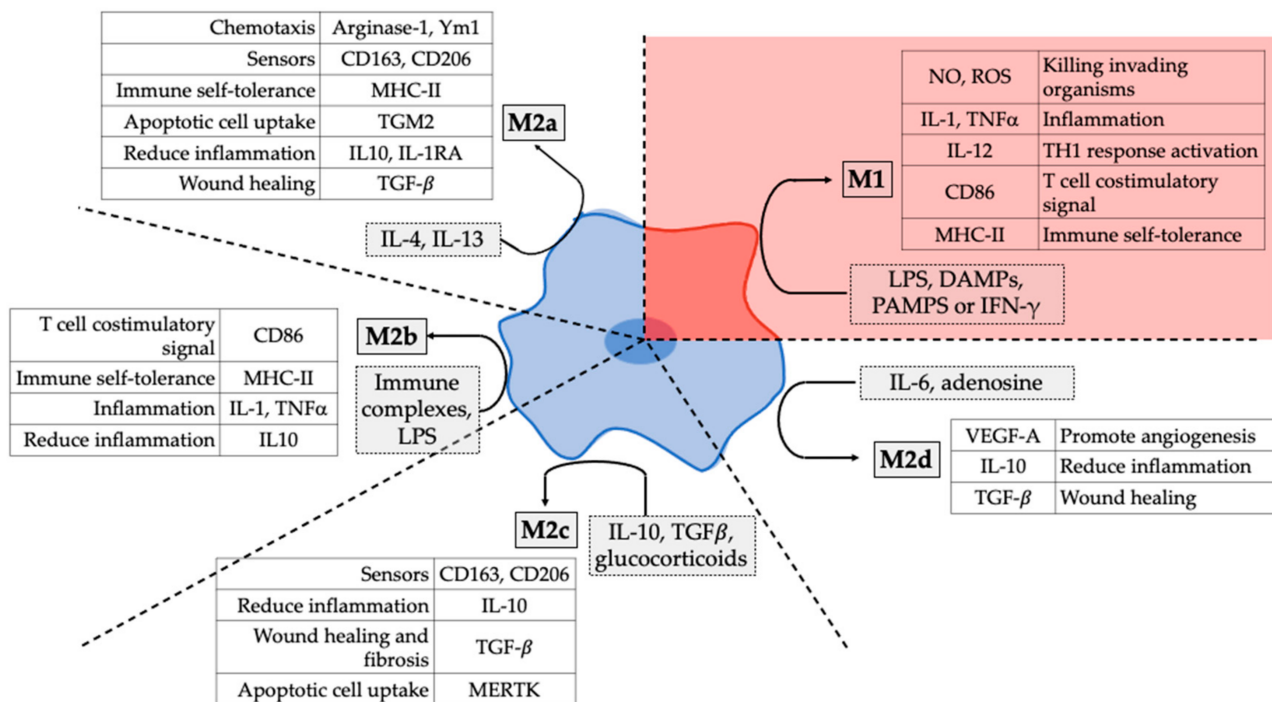 Chemotaxis Arginase-1, Ym1
Sensors CD163, CD206
Immune self-tolerance MHC-II
Apoptotic cell uptake TGM2
Reduce inflammation IL10, IL-1RA
Wound healing TGF-β
M2a
IL-4, IL-13
NO, ROS Killing invading
organisms
IL-1, TNFα Inflammation
IL-12 TH1 response activation
CD86 T cell costimulatory
signal
MHC-II Immune self-tolerance
M1
LPS, DAMPs,
PAMPS or IFN-γ
T cell costimulatory
signal CD86
Immune self-tolerance MHC-II
Inflammation IL-1, TNFα
Reduce inflammation IL10
M2b
Immune
complexes,
LPS
IL-6, adenosine
M2d
VEGF-A Promote angiogenesis
IL-10 Reduce inflammation
TGF-β Wound healing
M2c
IL-10, TGFβ,
glucocorticoids
Sensors CD163, CD206
Reduce inflammation IL-10
Wound healing and
fibrosis TGF-β
Apoptotic cell uptake MERTK